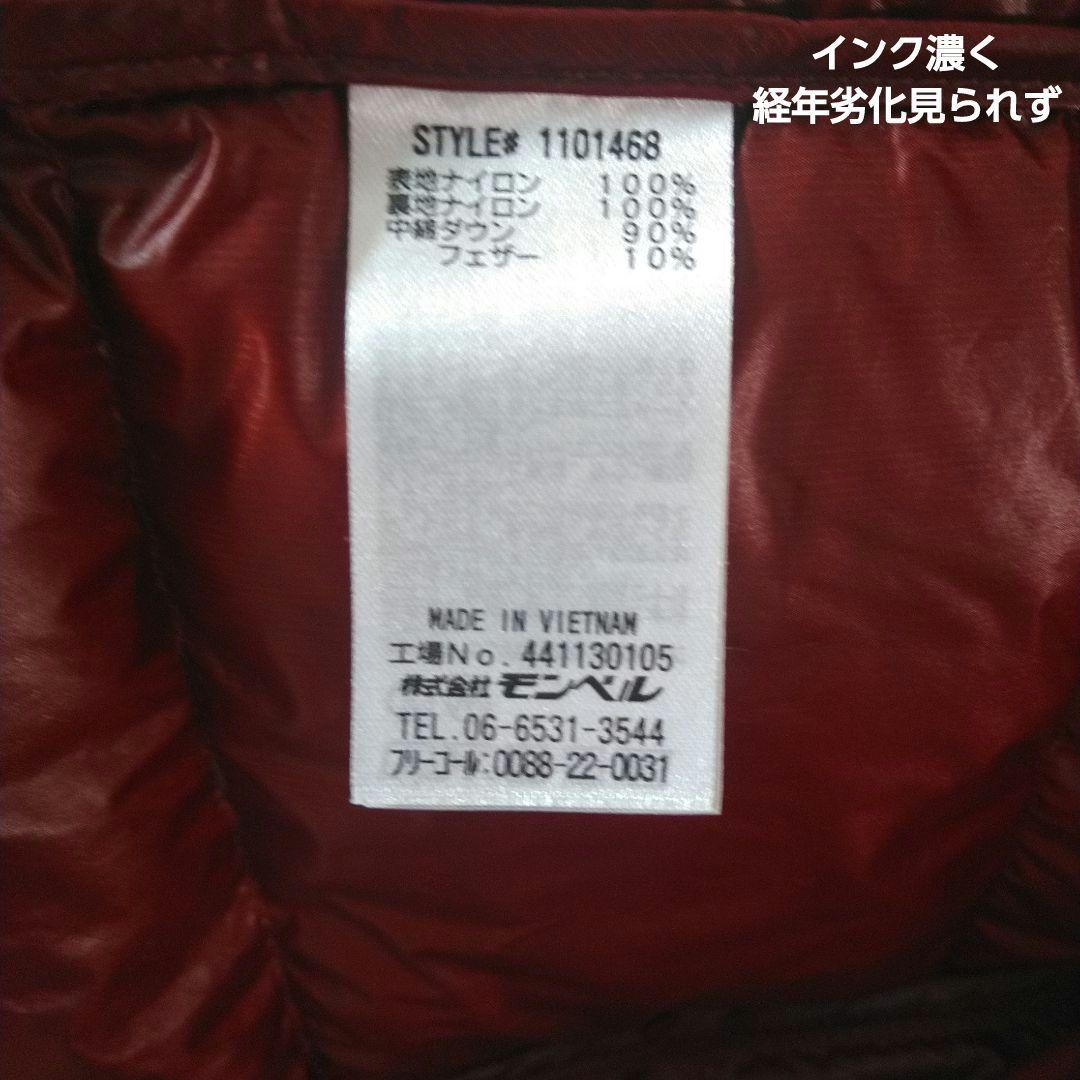 インク濃く
経年劣化見られず
STYLE# 1101468
表地ナイロン 100%
裏地ナイロン 100%
中綿ダウン 90%
フェザー 10%
MADE IN VIETNAM
工場No. 441130105
株式会社 モンベル
TEL. 06-6531-3544
フリーコール:0088-22-0031